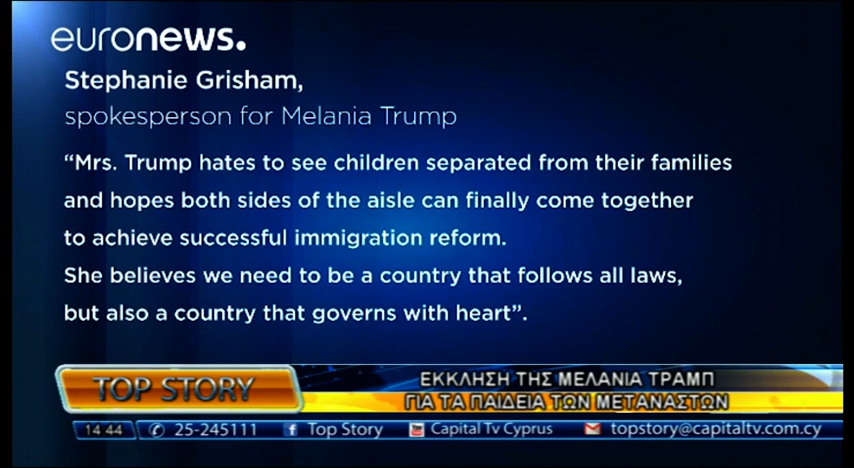 euronews.
Stephanie Grisham,
spokesperson for Melania Trump
“Mrs. Trump hates to see children separated from their families
and hopes both sides of the aisle can finally come together
to achieve successful immigration reform.
She believes we need to be a country that follows all laws,
but also a country that governs with heart”.
TOP STORY
ΕΚΚΛΗΣΗ ΤΗΣ ΜΕΛΑΝΙΑ ΤΡΑΜΠ
ΓΙΑ ΤΑ ΠΑΙΔΕΙΑ ΤΩΝ ΜΕΤΑΝΑΣΤΩΝ
14 44 25-245111 f Top Story Capital Tv Cyprus topstory@capitaltv.com.cy